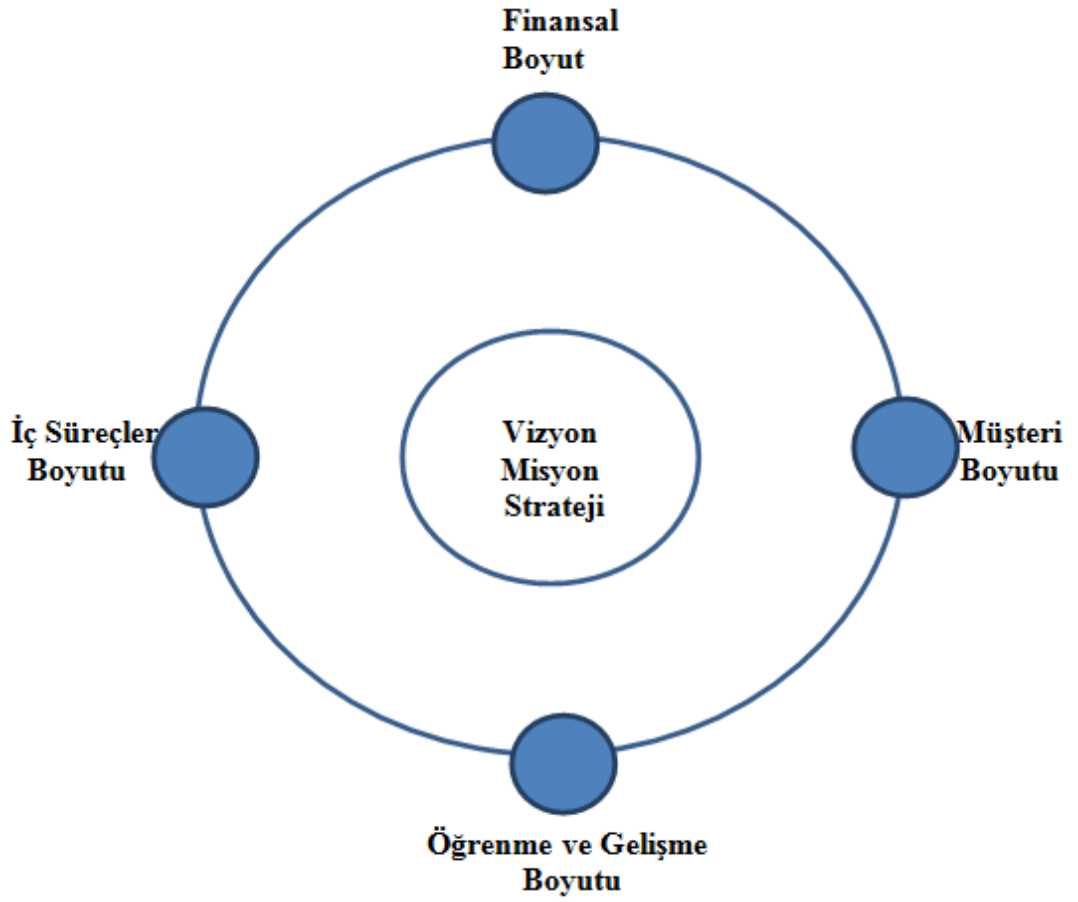 Finansal
Boyut
İç Süreçler
Boyutu
Vizyon
Misyon
Strateji
Müşteri
Boyutu
Öğrenme ve Gelişme
Boyutu